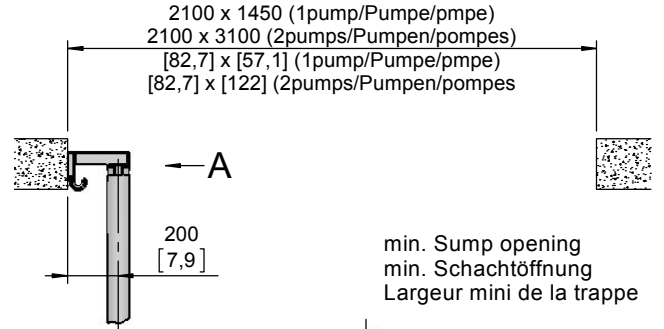 2100 x 1450 (1pump/Pumpe/pmpe)
2100 x 3100 (2pumps/Pumpen/pompes)
[82,7] x [57,1] (1pump/Pumpe/pmpe)
[82,7] x [122] (2pumps/Pumpen/pompes
A
200
[7,9]
min. Sump opening
min. Schachtöffnung
Largeur mini de la trappe